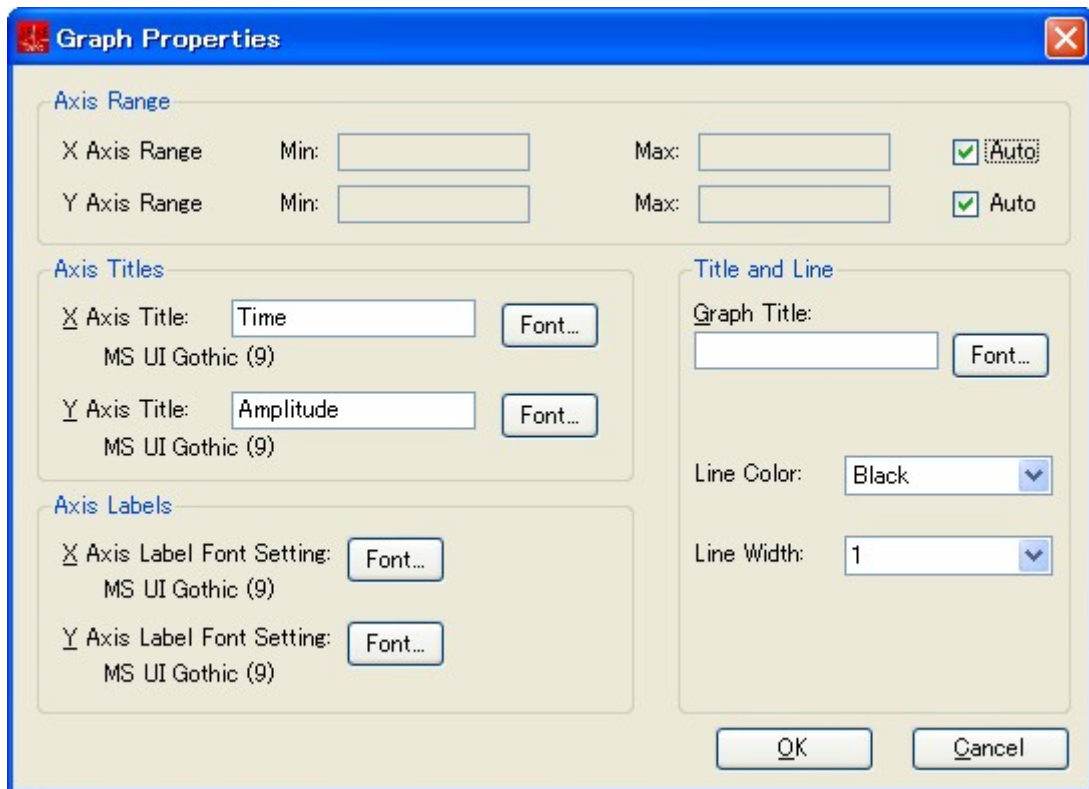 Graph Properties
Axis Range
X Axis Range Min: Max: Auto
Y Axis Range Min: Max: Auto
Axis Titles
X Axis Title: Time Font...
MS UI Gothic (9)
Y Axis Title: Amplitude Font...
MS UI Gothic (9)
Axis Labels
X Axis Label Font Setting: Font...
MS UI Gothic (9)
Y Axis Label Font Setting: Font...
MS UI Gothic (9)
Title and Line
Graph Title:
Font...
Line Color: Black
Line Width: 1
OK Cancel